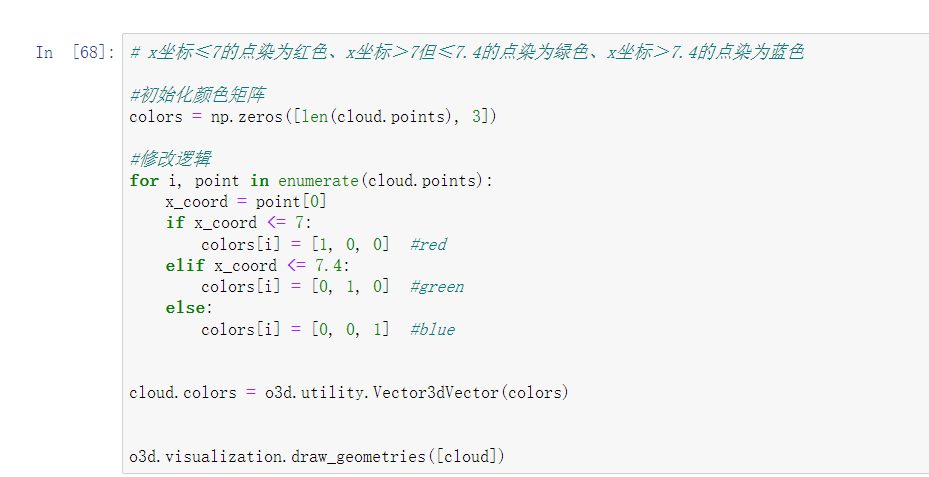 In [68]: # x坐标≤7的点染为红色、x坐标＞7但≤7.4的点染为绿色、x坐标＞7.4的点染为蓝色
#初始化颜色矩阵
colors = np.zeros([len(cloud.points), 3])
#修改逻辑
for i, point in enumerate(cloud.points):
    x_coord = point[0]
    if x_coord <= 7:
        colors[i] = [1, 0, 0]  #red
    elif x_coord <= 7.4:
        colors[i] = [0, 1, 0]  #green
    else:
        colors[i] = [0, 0, 1]  #blue
cloud.colors = o3d.utility.Vector3dVector(colors)
o3d.visualization.draw_geometries([cloud])